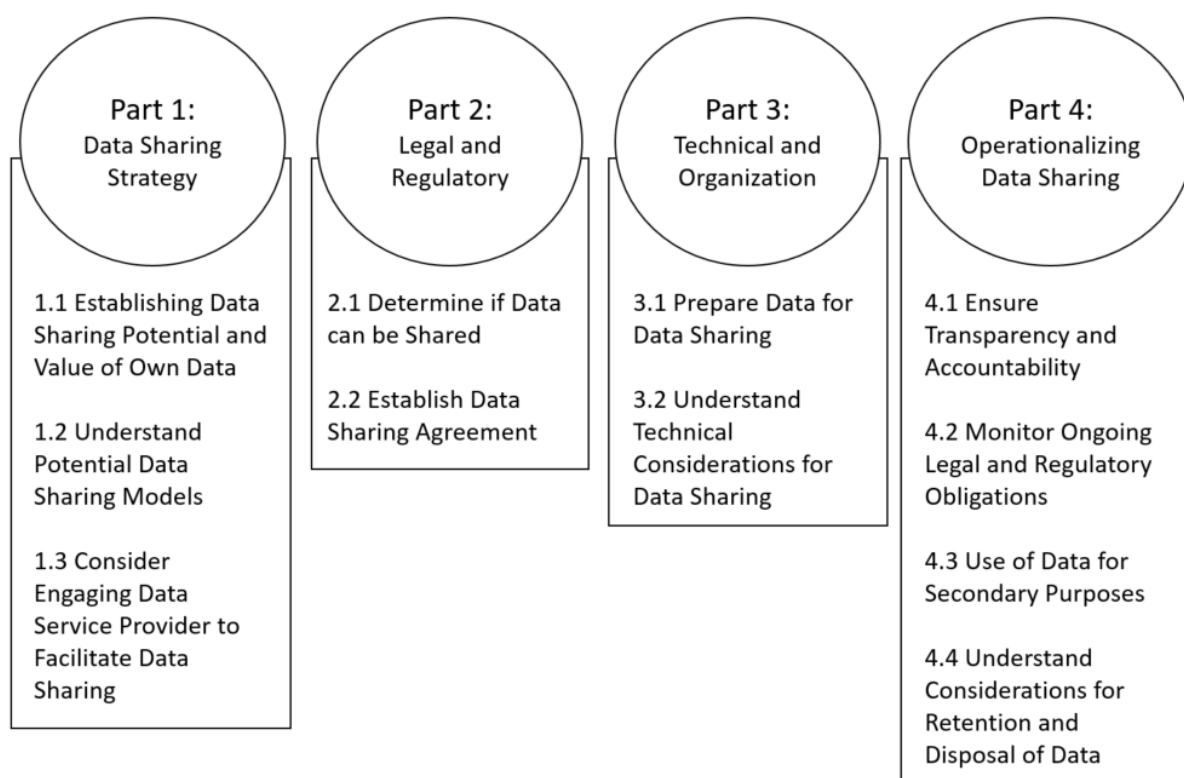 Part 1:
Data Sharing
Strategy
1.1 Establishing Data
Sharing Potential and
Value of Own Data
1.2 Understand
Potential Data
Sharing Models
1.3 Consider
Engaging Data
Service Provider to
Facilitate Data
Sharing
Part 2:
Legal and
Regulatory
2.1 Determine if Data
can be Shared
2.2 Establish Data
Sharing Agreement
Part 3:
Technical and
Organization
3.1 Prepare Data for
Data Sharing
3.2 Understand
Technical
Considerations for
Data Sharing
Part 4:
Operationalizing
Data Sharing
4.1 Ensure
Transparency and
Accountability
4.2 Monitor Ongoing
Legal and Regulatory
Obligations
4.3 Use of Data for
Secondary Purposes
4.4 Understand
Considerations for
Retention and
Disposal of Data